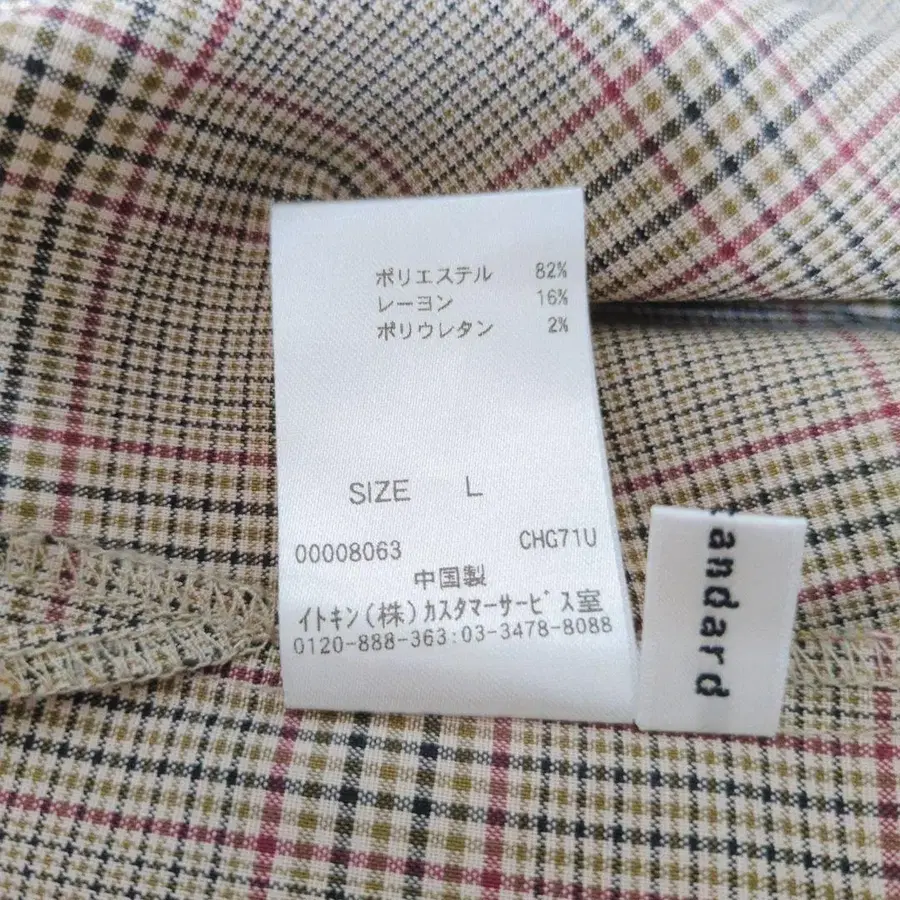 ポリエステル 82%
レーヨン 16%
ポリウレタン 2%
SIZE L
00008063 CHG71U
中国製
イトキン(株)カスタマーサービス室
0120-888-363:03-3478-8088
andard